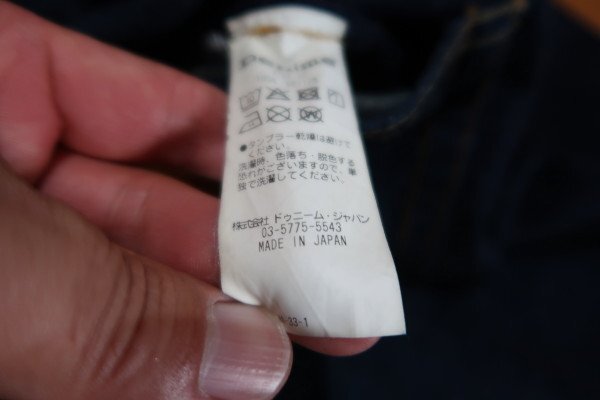 Denime
●タンブラー乾燥は避けて
ください。
洗濯時、色落ち・脱色する
恐れがございますので、単
独で洗濯してください。
株式会社 ドゥニーム・ジャパン
03-5775-5543
MADE IN JAPAN
33-1